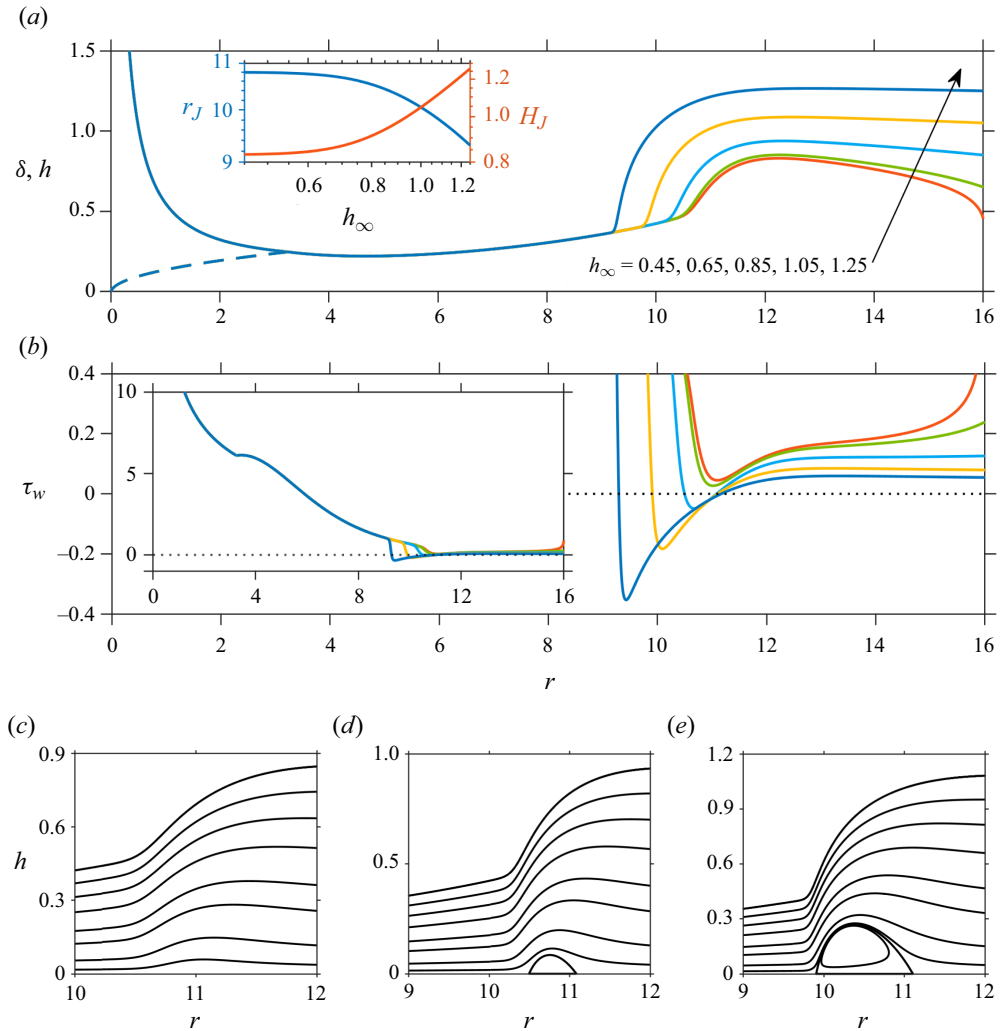 (a)
1.5
1.0
0.5
0
δ, h
11
10
9
r_J
1.2
1.0
0.8
H_J
0.6 0.8 1.0 1.2
h_∞
h_∞ = 0.45, 0.65, 0.85, 1.05, 1.25
0 2 4 6 8 10 12 14 16
(b)
0.4
0.2
0
–0.2
–0.4
τ_w
10
5
0
0 4 8 12 16
0 2 4 6 8 10 12 14 16
r
(c) (d) (e)
0.9
0.6
0.3
0
h
10 11 12
r
1.0
0.5
0
9 10 11 12
r
1.2
0.9
0.6
0.3
0
9 10 11 12
r